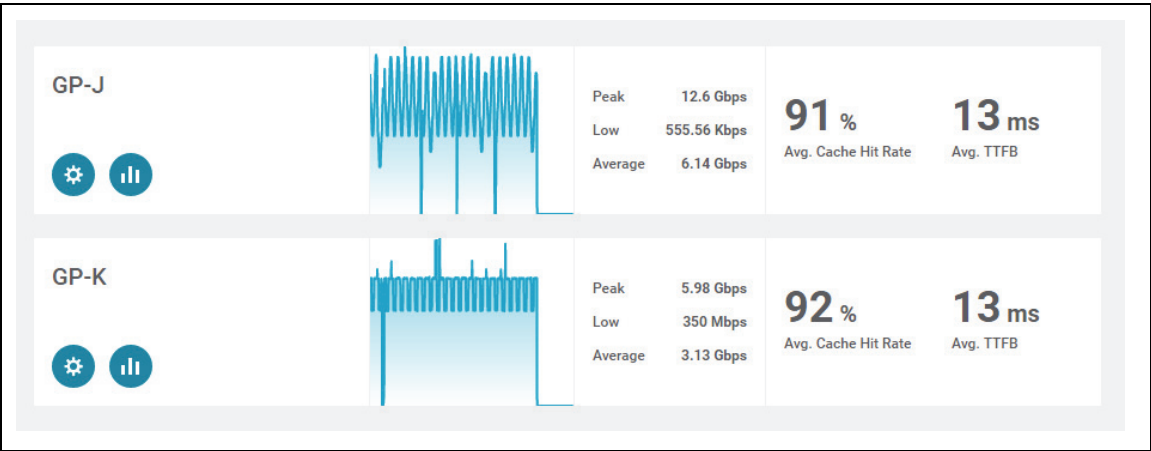 GP-J
Peak 12.6 Gbps
Low 555.56 Kbps
Average 6.14 Gbps
91 %
Avg. Cache Hit Rate
13 ms
Avg. TTFB
GP-K
Peak 5.98 Gbps
Low 350 Mbps
Average 3.13 Gbps
92 %
Avg. Cache Hit Rate
13 ms
Avg. TTFB